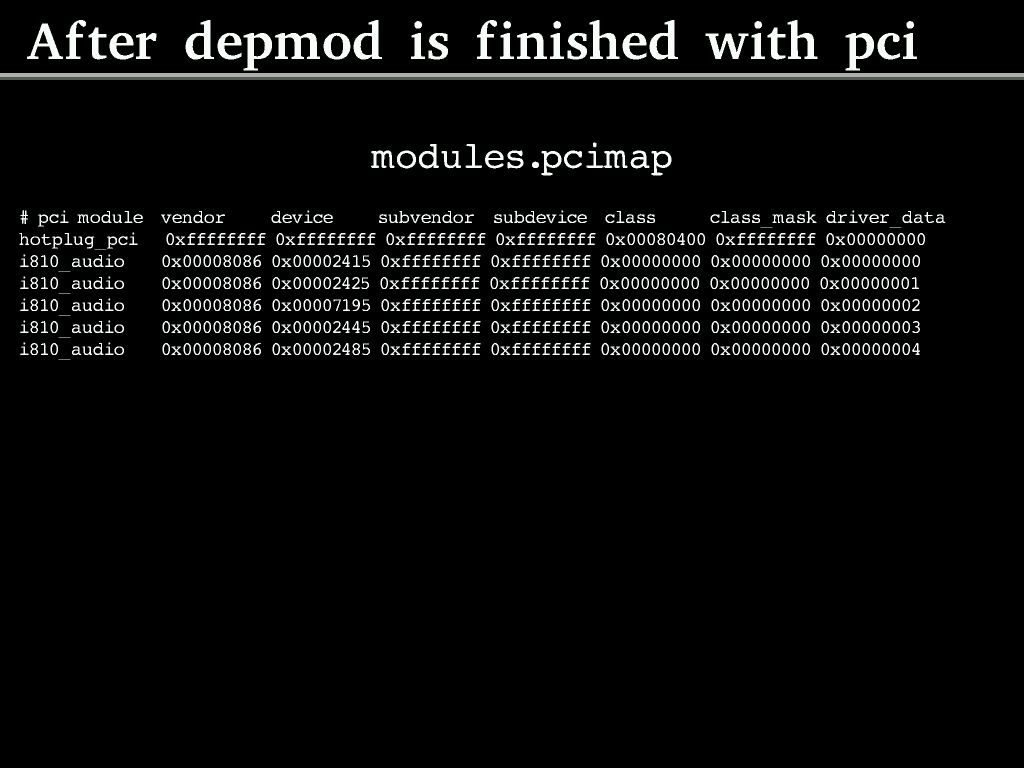 After depmod is finished with pci
modules.pcimap
# pci module vendor device subvendor subdevice class class_mask driver_data
hotplug_pci 0xffffffff 0xffffffff 0xffffffff 0xffffffff 0x00080400 0xffffffff 0x00000000
i810_audio 0x00008086 0x00002415 0xffffffff 0xffffffff 0x00000000 0x00000000 0x00000000
i810_audio 0x00008086 0x00002425 0xffffffff 0xffffffff 0x00000000 0x00000000 0x00000001
i810_audio 0x00008086 0x00007195 0xffffffff 0xffffffff 0x00000000 0x00000000 0x00000002
i810_audio 0x00008086 0x00002445 0xffffffff 0xffffffff 0x00000000 0x00000000 0x00000003
i810_audio 0x00008086 0x00002485 0xffffffff 0xffffffff 0x00000000 0x00000000 0x00000004